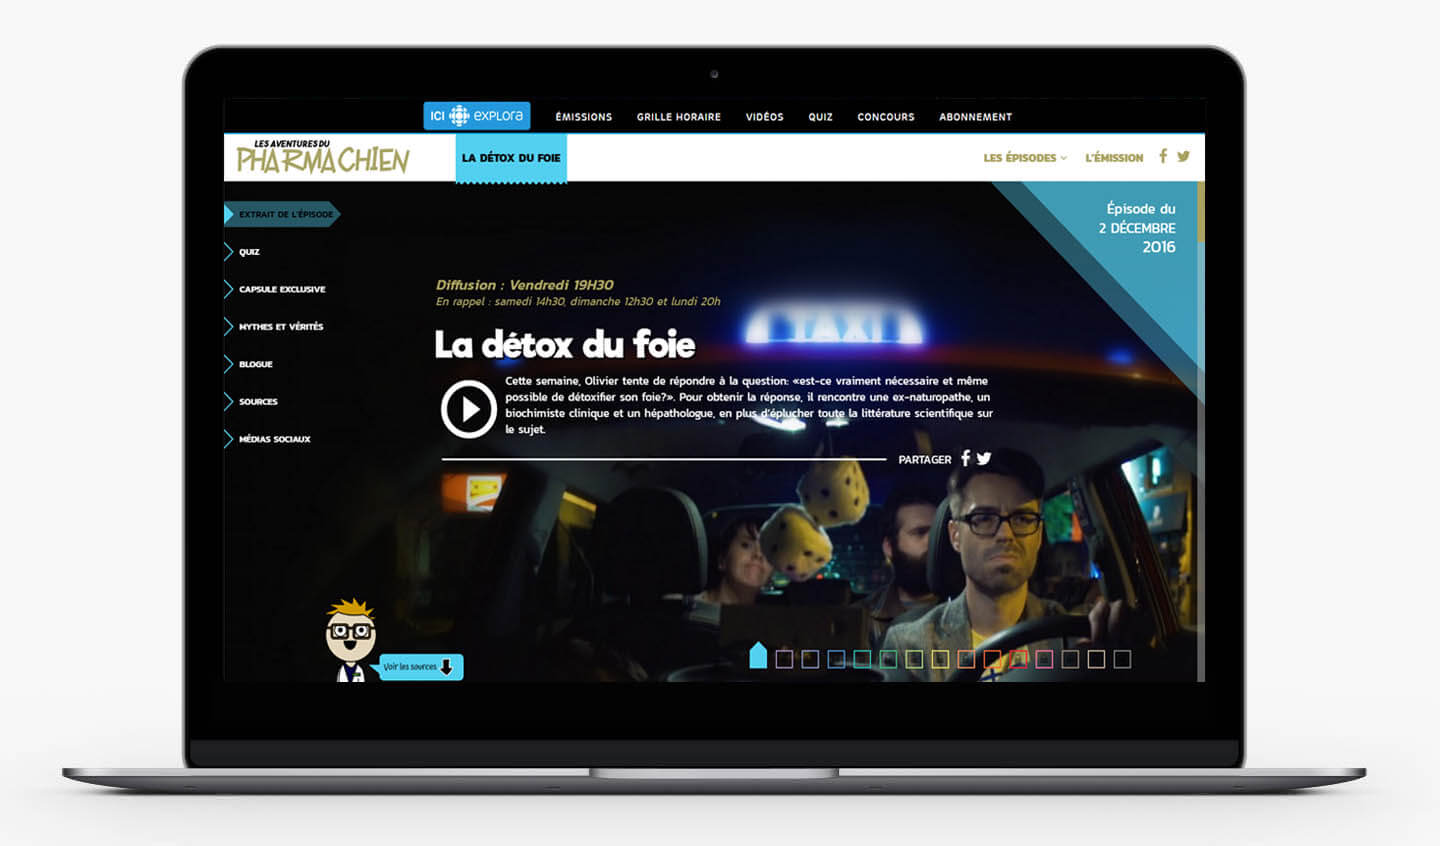 ICI explora
ÉMISSIONS
GRILLE HORAIRE
VIDÉOS
QUIZ
CONCOURS
ABONNEMENT
LES AVENTURES DU
PHARMACHIEN
LA DÉTOX DU FOIE
LES ÉPISODES
L'ÉMISSION
EXTRAIT DE L'ÉPISODE
QUIZ
CAPSULE EXCLUSIVE
MYTHES ET VÉRITÉS
BLOGUE
SOURCES
MÉDIAS SOCIAUX
Épisode du
2 DÉCEMBRE
2016
Diffusion : Vendredi 19H30
En rappel : samedi 14h30, dimanche 12h30 et lundi 20h
TAXI
La détox du foie
Cette semaine, Olivier tente de répondre à la question: «est-ce vraiment nécessaire et même
possible de détoxifier son foie?». Pour obtenir la réponse, il rencontre une ex-naturopathe, un
biochimiste clinique et un hépathologue, en plus d'éplucher toute la littérature scientifique sur
le sujet.
PARTAGER
Voir les sources